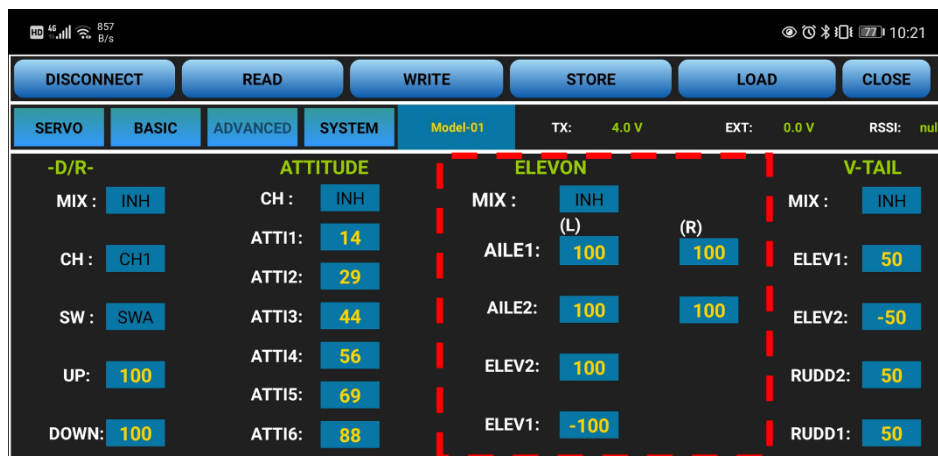 HD 4G 857 B/s 77 10:21
DISCONNECT READ WRITE STORE LOAD CLOSE
SERVO BASIC ADVANCED SYSTEM Model-01 TX: 4.0 V EXT: 0.0 V RSSI: nul
-D/R- ATTITUDE ELEVON V-TAIL
MIX : INH CH : INH MIX : INH MIX : INH
(L) (R)
CH : CH1 ATTI1: 14 AILE1: 100 100 ELEV1: 50
ATTI2: 29
SW : SWA ATTI3: 44 AILE2: 100 100 ELEV2: -50
UP: 100 ATTI4: 56 ELEV2: 100 RUDD2: 50
ATTI5: 69
DOWN: 100 ATTI6: 88 ELEV1: -100 RUDD1: 50